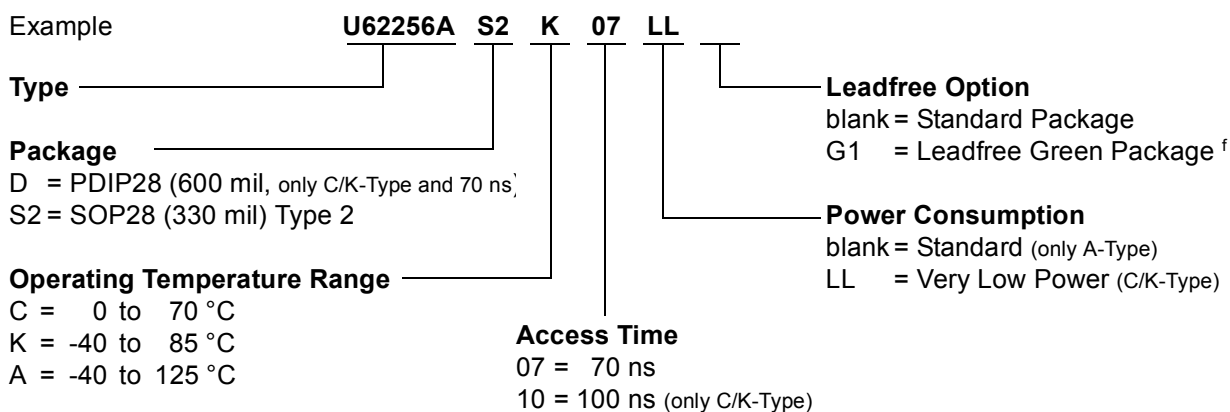 Example U62256A S2 K 07 LL
Type
Package
D = PDIP28 (600 mil, only C/K-Type and 70 ns)
S2 = SOP28 (330 mil) Type 2
Operating Temperature Range
C = 0 to 70 °C
K = -40 to 85 °C
A = -40 to 125 °C
Access Time
07 = 70 ns
10 = 100 ns (only C/K-Type)
Leadfree Option
blank = Standard Package
G1 = Leadfree Green Package f
Power Consumption
blank = Standard (only A-Type)
LL = Very Low Power (C/K-Type)